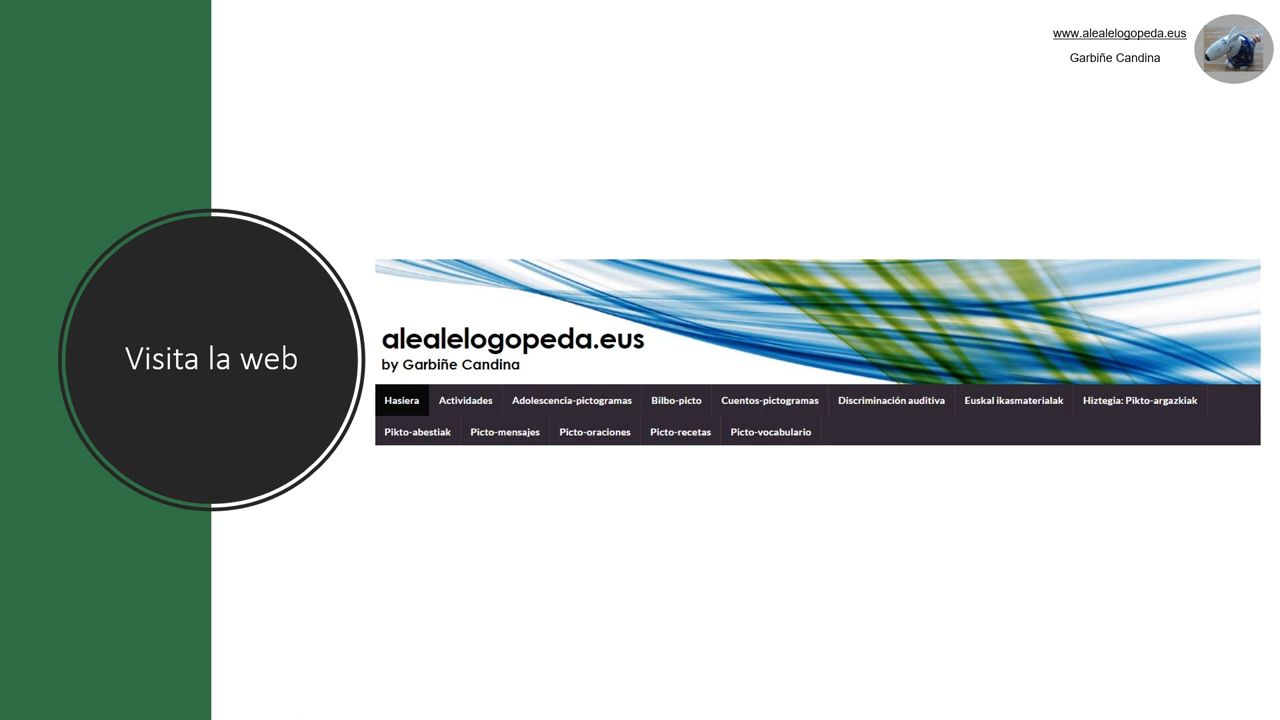 www.alealelogopeda.eus
Garbiñe Candina
Visita la web
alealelogopeda.eus
by Garbiñe Candina
Hasiera Actividades Adolescencia-pictogramas Bilbo-picto Cuentos-pictogramas Discriminación auditiva Euskal ikasmaterialak Hiztegia: Pikto-argazkiak
Pikto-abestiak Picto-mensajes Picto-oraciones Picto-recetas Picto-vocabulario